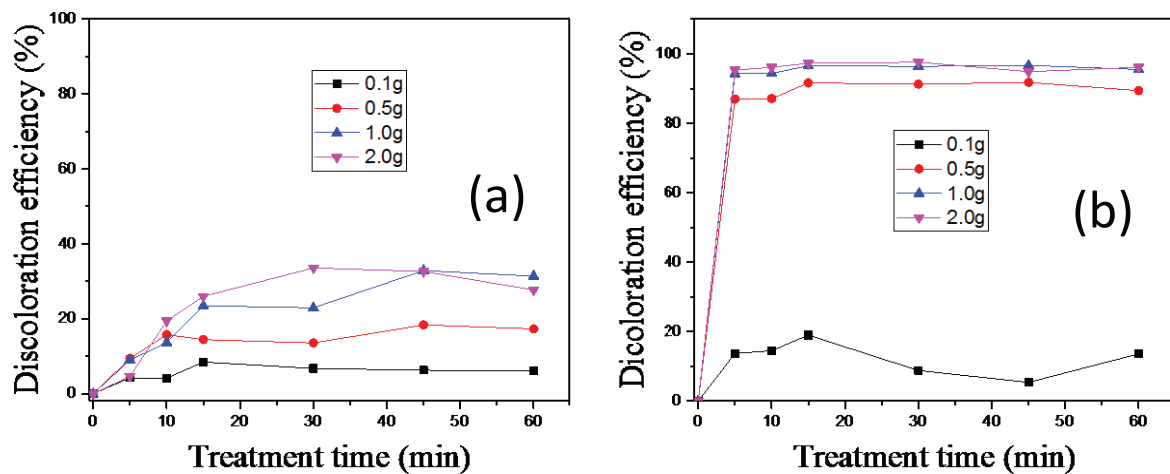 Discoloration efficiency (%)
100
80
60
40
20
0
0.1g
0.5g
1.0g
2.0g
(a)
0 10 20 30 40 50 60
Treatment time (min)
Dicoloration efficiency (%)
100
80
60
40
20
0
0.1g
0.5g
1.0g
2.0g
(b)
0 10 20 30 40 50 60
Treatment time (min)